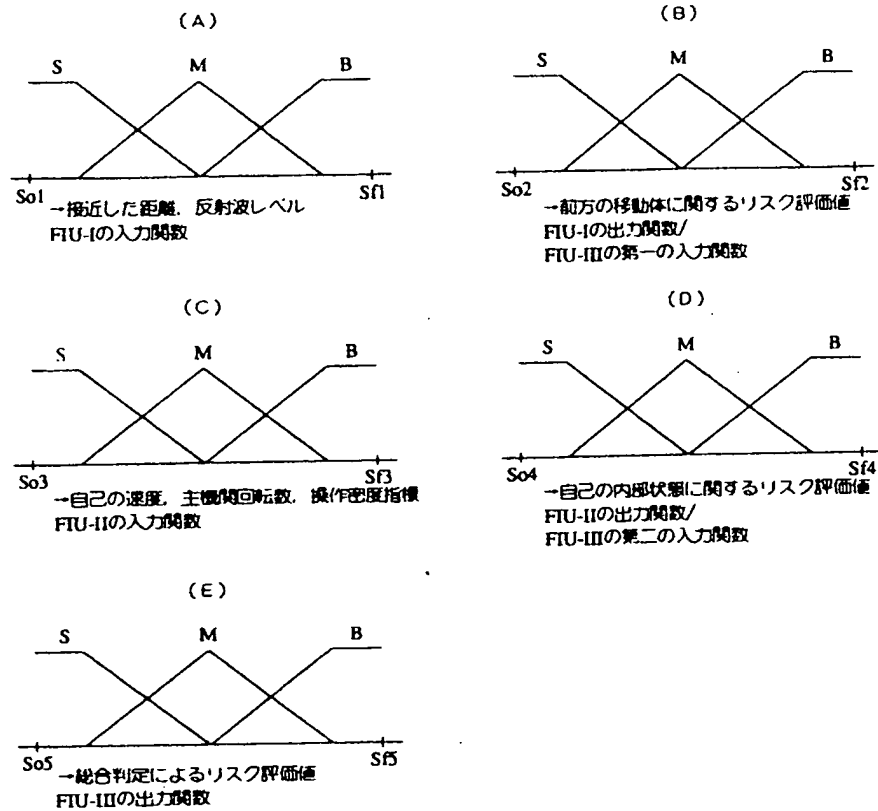 (A)
S M B
So1 Sf1
→接近した距離, 反射波レベル
FIU-Iの入力関数
(B)
S M B
So2 Sf2
→前方の移動体に関するリスク評価値
FIU-Iの出力関数/
FIU-IIIの第一の入力関数
(C)
S M B
So3 Sf3
→自己の速度, 主機関回転数, 操作密度指標
FIU-IIの入力関数
(D)
S M B
So4 Sf4
→自己の内部状態に関するリスク評価値
FIU-IIの出力関数/
FIU-IIIの第二の入力関数
(E)
S M B
So5 Sf5
→総合判定によるリスク評価値
FIU-IIIの出力関数